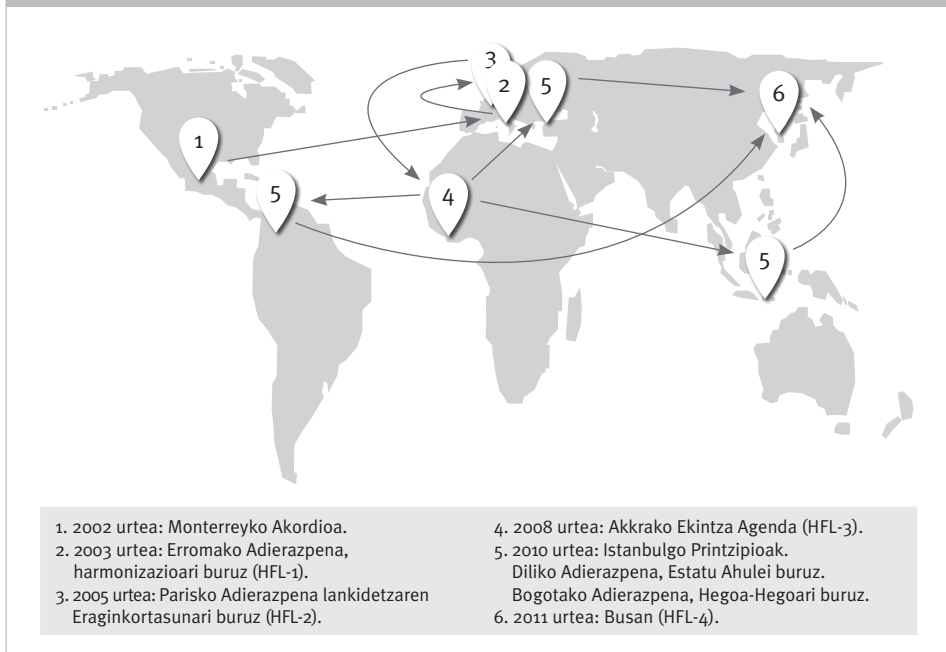 3
2
5
6
1
5
4
5
1. 2002 urtea: Monterreyko Akordioa.
2. 2003 urtea: Erromako Adierazpena,
harmonizazioari buruz (HFL-1).
3. 2005 urtea: Parisko Adierazpena lankidetzaren
Eraginkortasunari buruz (HFL-2).
4. 2008 urtea: Akkrako Ekintza Agenda (HFL-3).
5. 2010 urtea: Istanbulgo Printzipioak.
Diliko Adierazpena, Estatu Ahulei buruz.
Bogotako Adierazpena, Hegoa-Hegoari buruz.
6. 2011 urtea: Busan (HFL-4).